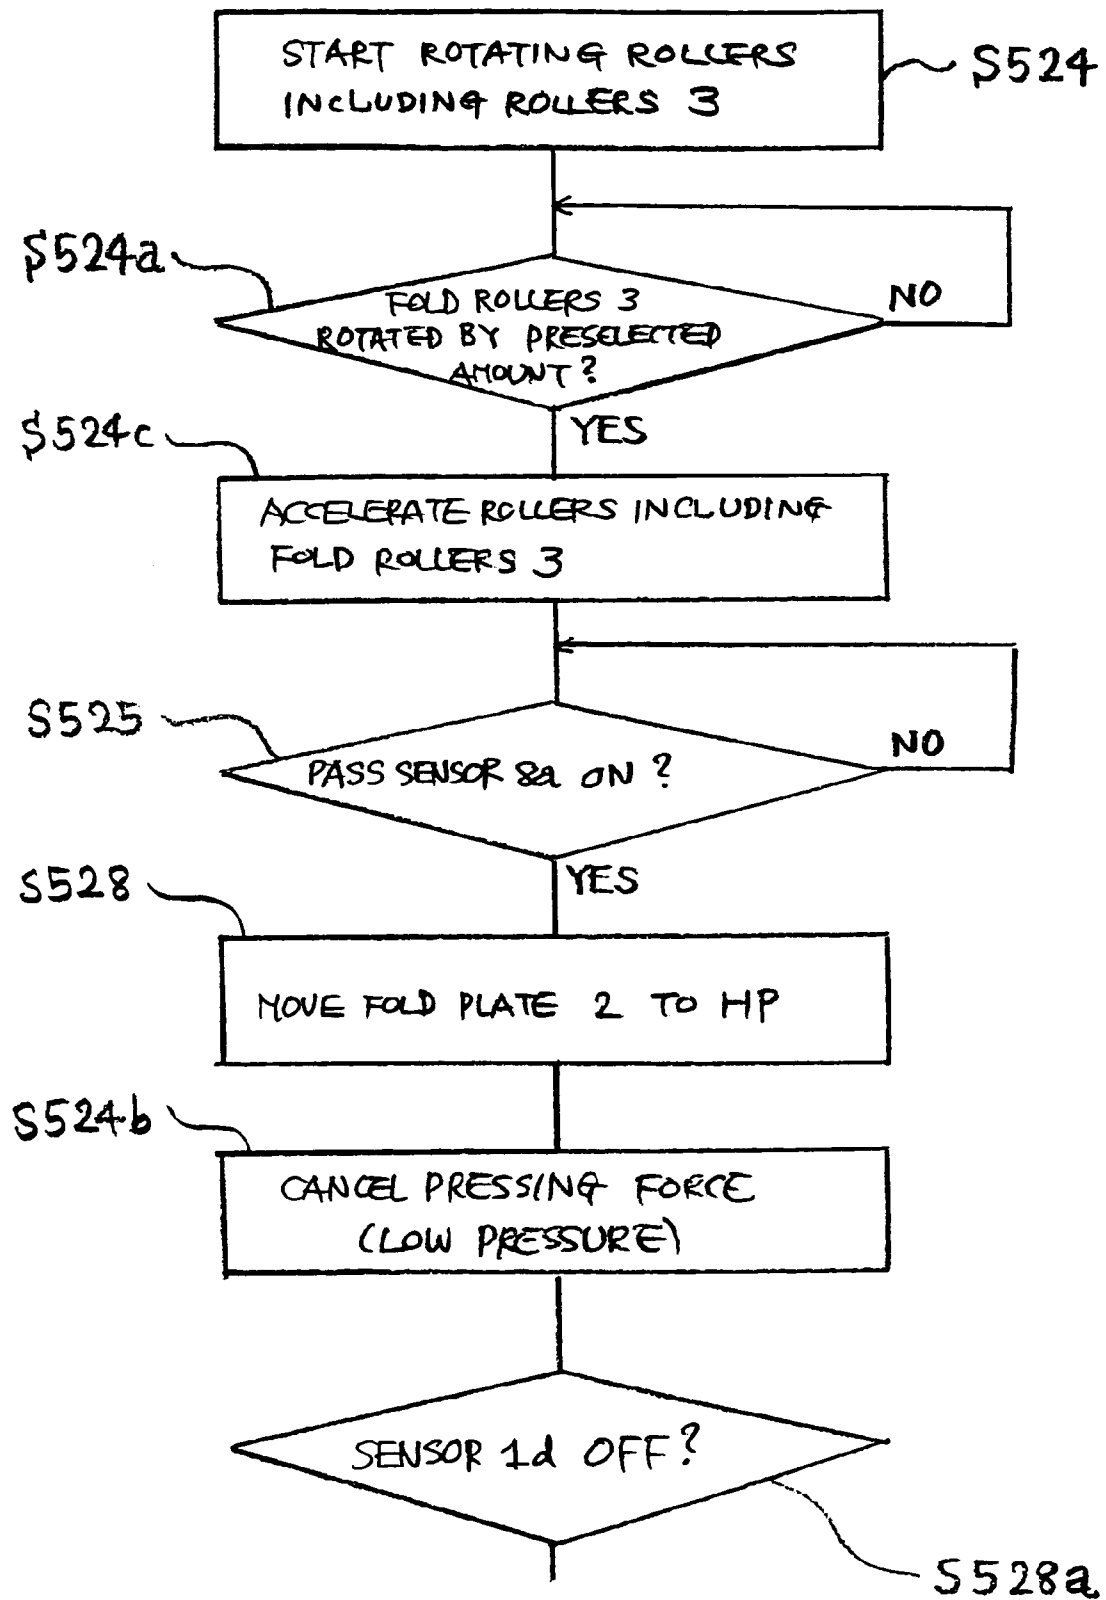 START ROTATING ROLLERS
INCLUDING ROLLERS 3
S524
S524a
FOLD ROLLERS 3
ROTATED BY PRESELECTED
AMOUNT?
NO
YES
S524c
ACCELERATE ROLLERS INCLUDING
FOLD ROLLERS 3
S525
PASS SENSOR 8a ON?
NO
YES
S528
MOVE FOLD PLATE 2 TO HP
S524b
CANCEL PRESSING FORCE
(LOW PRESSURE)
SENSOR 1d OFF?
S528a